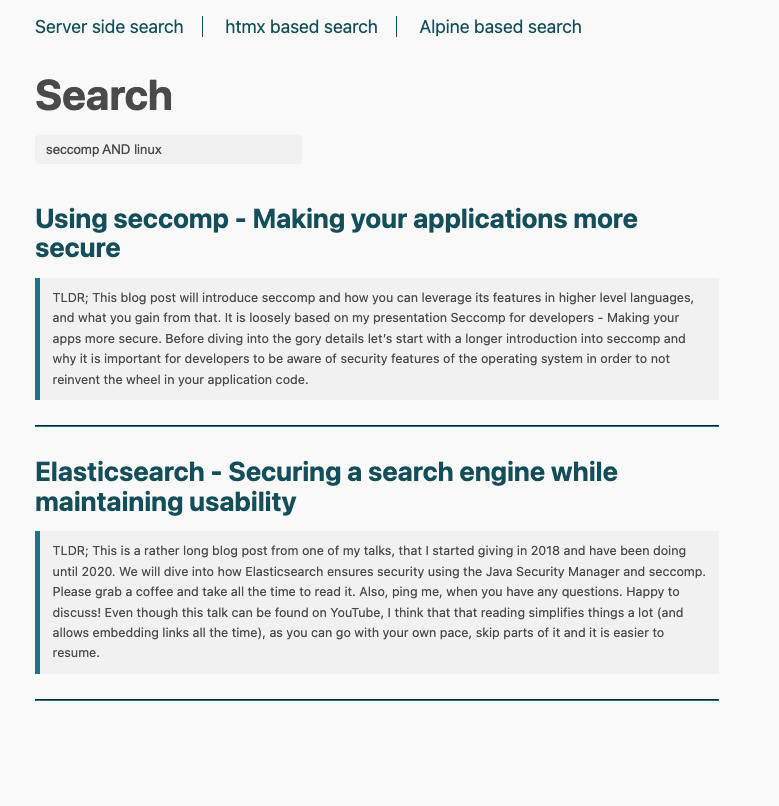 Server side search htmx based search Alpine based search
Search
seccomp AND linux
Using seccomp - Making your applications more
secure
TLDR; This blog post will introduce seccomp and how you can leverage its features in higher level languages,
and what you gain from that. It is loosely based on my presentation Seccomp for developers - Making your
apps more secure. Before diving into the gory details let’s start with a longer introduction into seccomp and
why it is important for developers to be aware of security features of the operating system in order to not
reinvent the wheel in your application code.
Elasticsearch - Securing a search engine while
maintaining usability
TLDR; This is a rather long blog post from one of my talks, that I started giving in 2018 and have been doing
until 2020. We will dive into how Elasticsearch ensures security using the Java Security Manager and seccomp.
Please grab a coffee and take all the time to read it. Also, ping me, when you have any questions. Happy to
discuss! Even though this talk can be found on YouTube, I think that that reading simplifies things a lot (and
allows embedding links all the time), as you can go with your own pace, skip parts of it and it is easier to
resume.